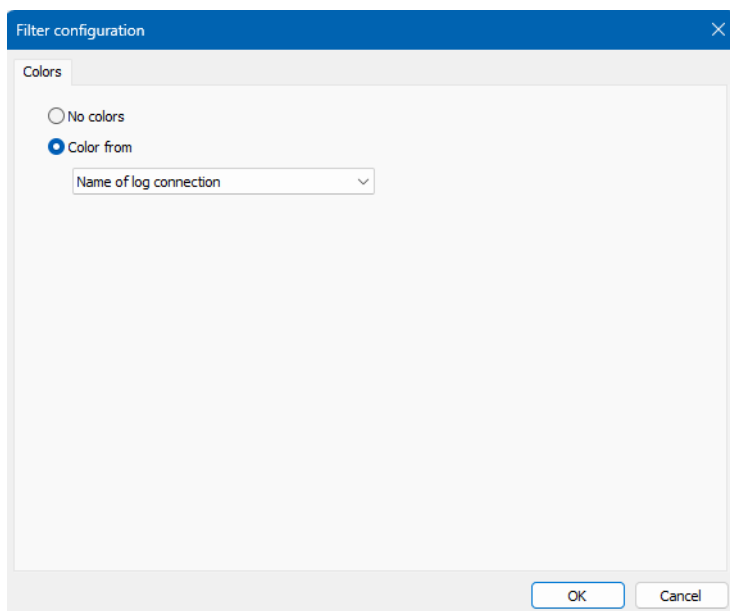 Filter configuration
Colors
No colors
Color from
Name of log connection
OK Cancel